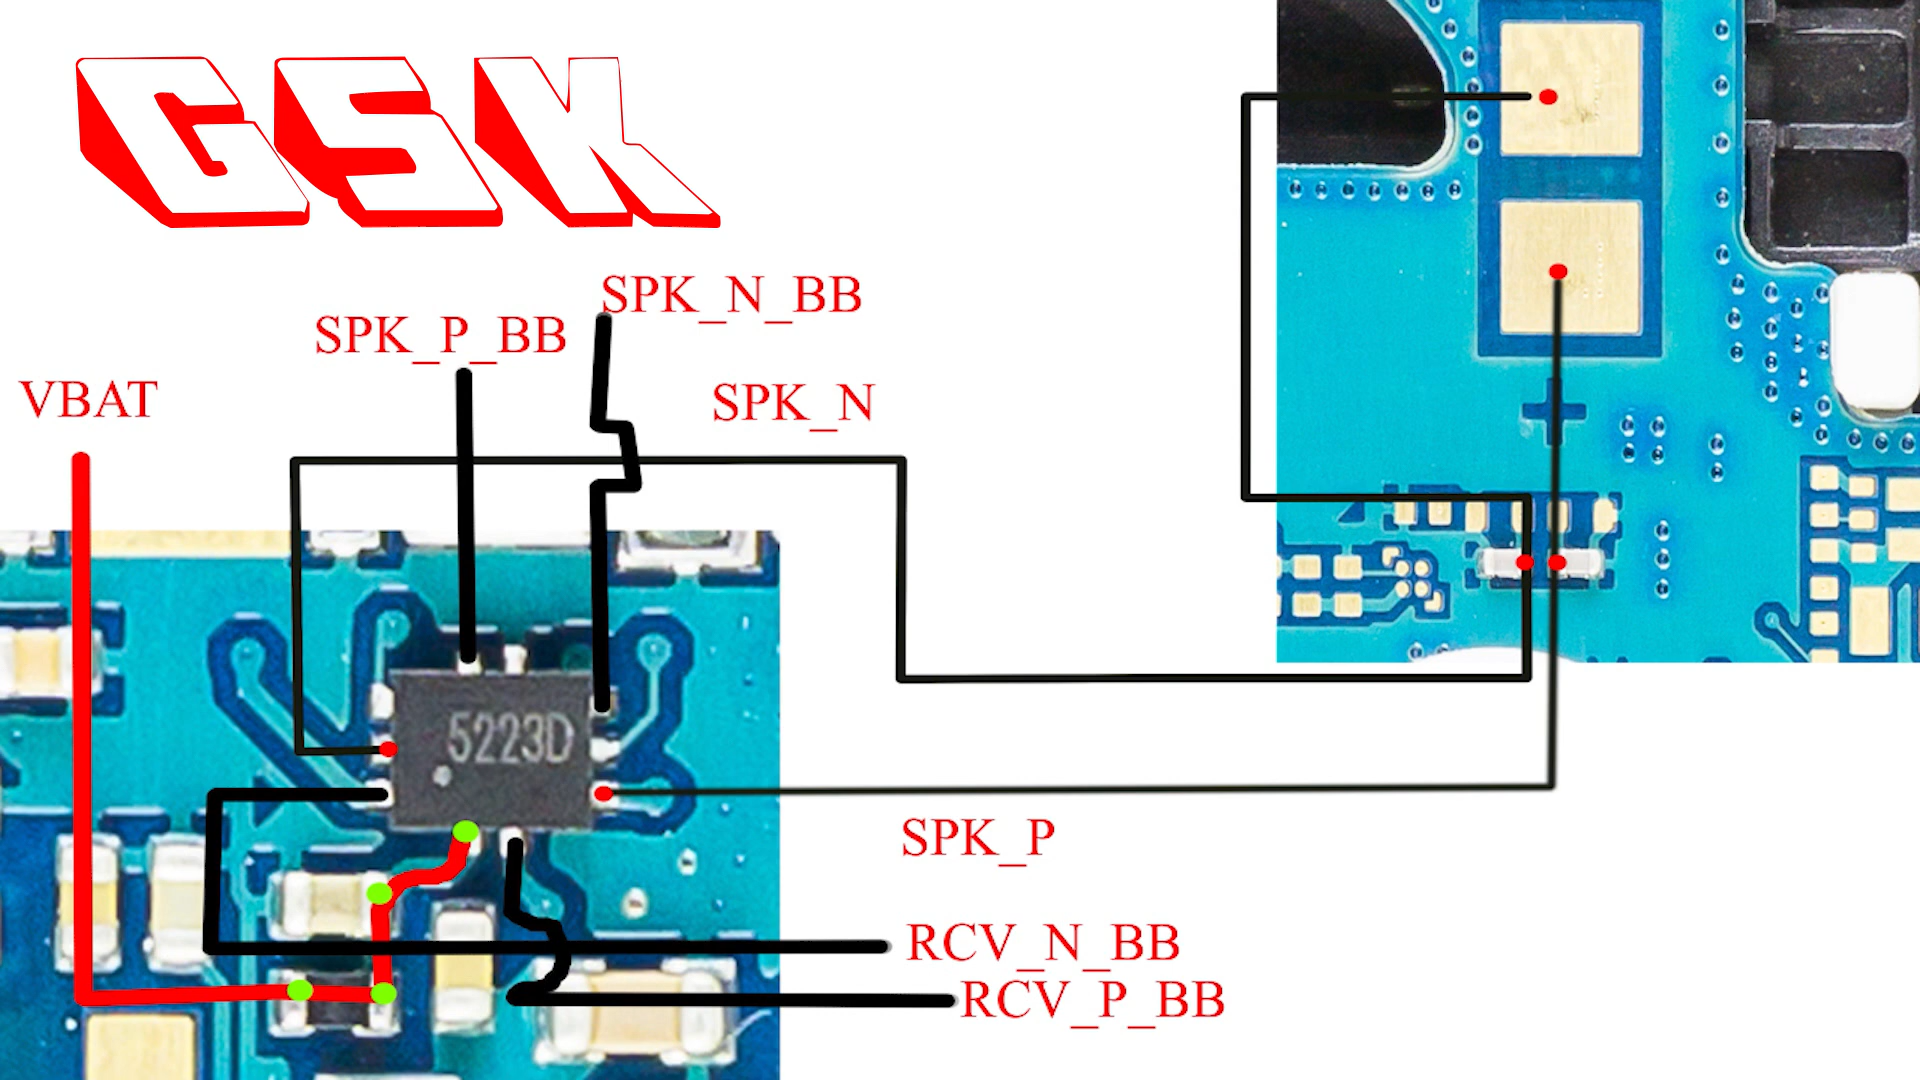 GSK
SPK_N_BB
SPK_P_BB
VBAT
SPK_N
5223D
SPK_P
RCV_N_BB
RCV_P_BB